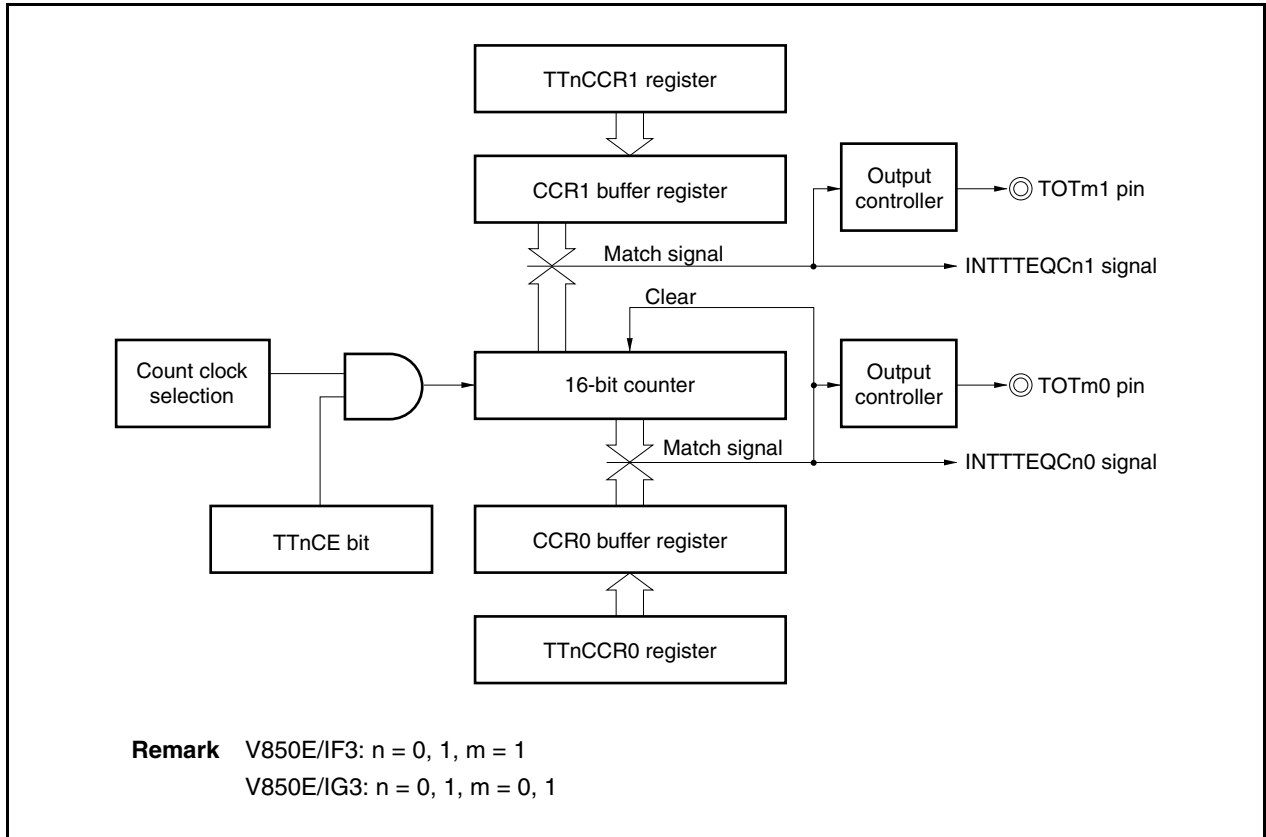 TTnCCR1 register
CCR1 buffer register
Output
controller
TOTm1 pin
Match signal
INTTTEQCn1 signal
Clear
Count clock
selection
16-bit counter
Output
controller
TOTm0 pin
Match signal
INTTTEQCn0 signal
TTnCE bit
CCR0 buffer register
TTnCCR0 register
Remark V850E/IF3: n = 0, 1, m = 1
V850E/IG3: n = 0, 1, m = 0, 1